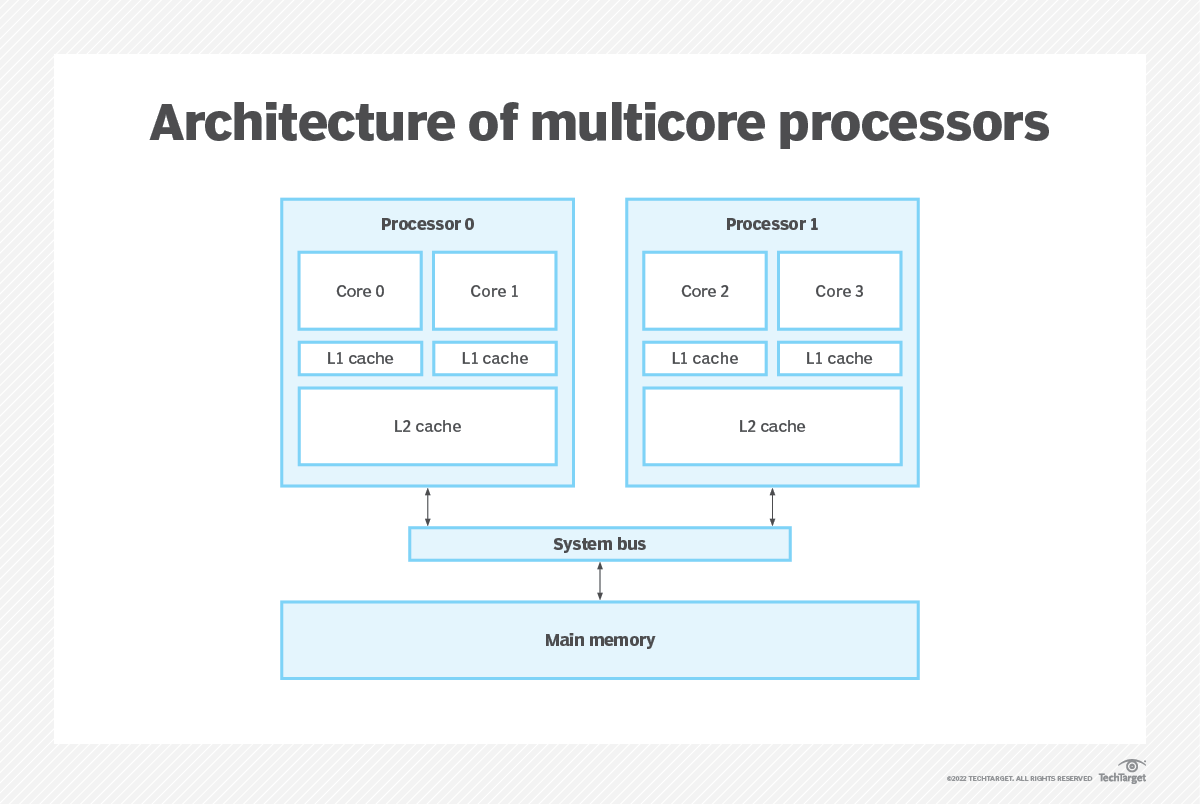 Architecture of multicore processors
Processor 0
Core 0
Core 1
L1 cache
L1 cache
L2 cache
Processor 1
Core 2
Core 3
L1 cache
L1 cache
L2 cache
System bus
Main memory
©2022 TECHTARGET. ALL RIGHTS RESERVED
TechTarget